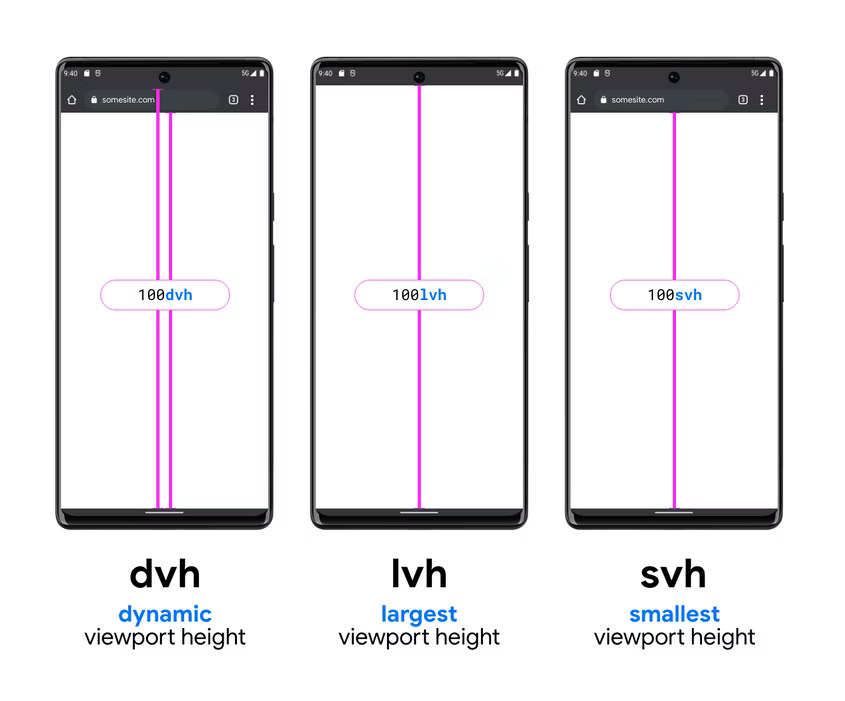 9:40
5G
somesite.com
3
100dvh
dvh
dynamic
viewport height
9:40
5G
100lvh
lvh
largest
viewport height
9:40
5G
somesite.com
3
100svh
svh
smallest
viewport height